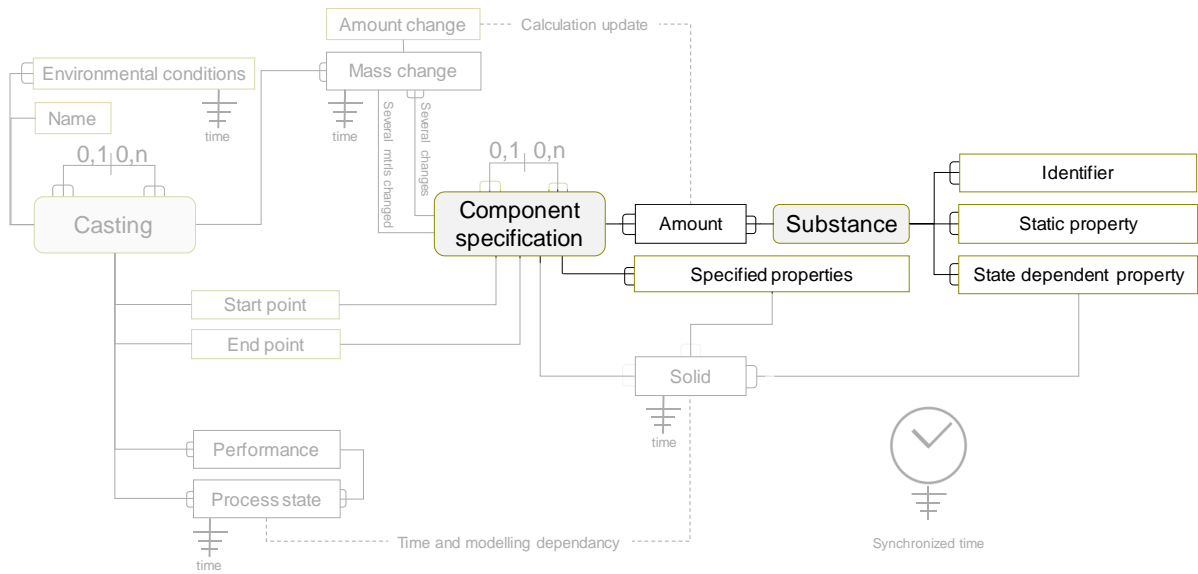 Amount change
Calculation update
Environmental conditions
Mass change
time
time
Name
Several mtrls changed
Several changes
0,1 0,n
0,1 0,n
Identifier
Casting
Component
specification
Amount
Substance
Static property
Specified properties
State dependent property
Start point
End point
Solid
time
Performance
Process state
time
Time and modelling dependancy
Synchronized time